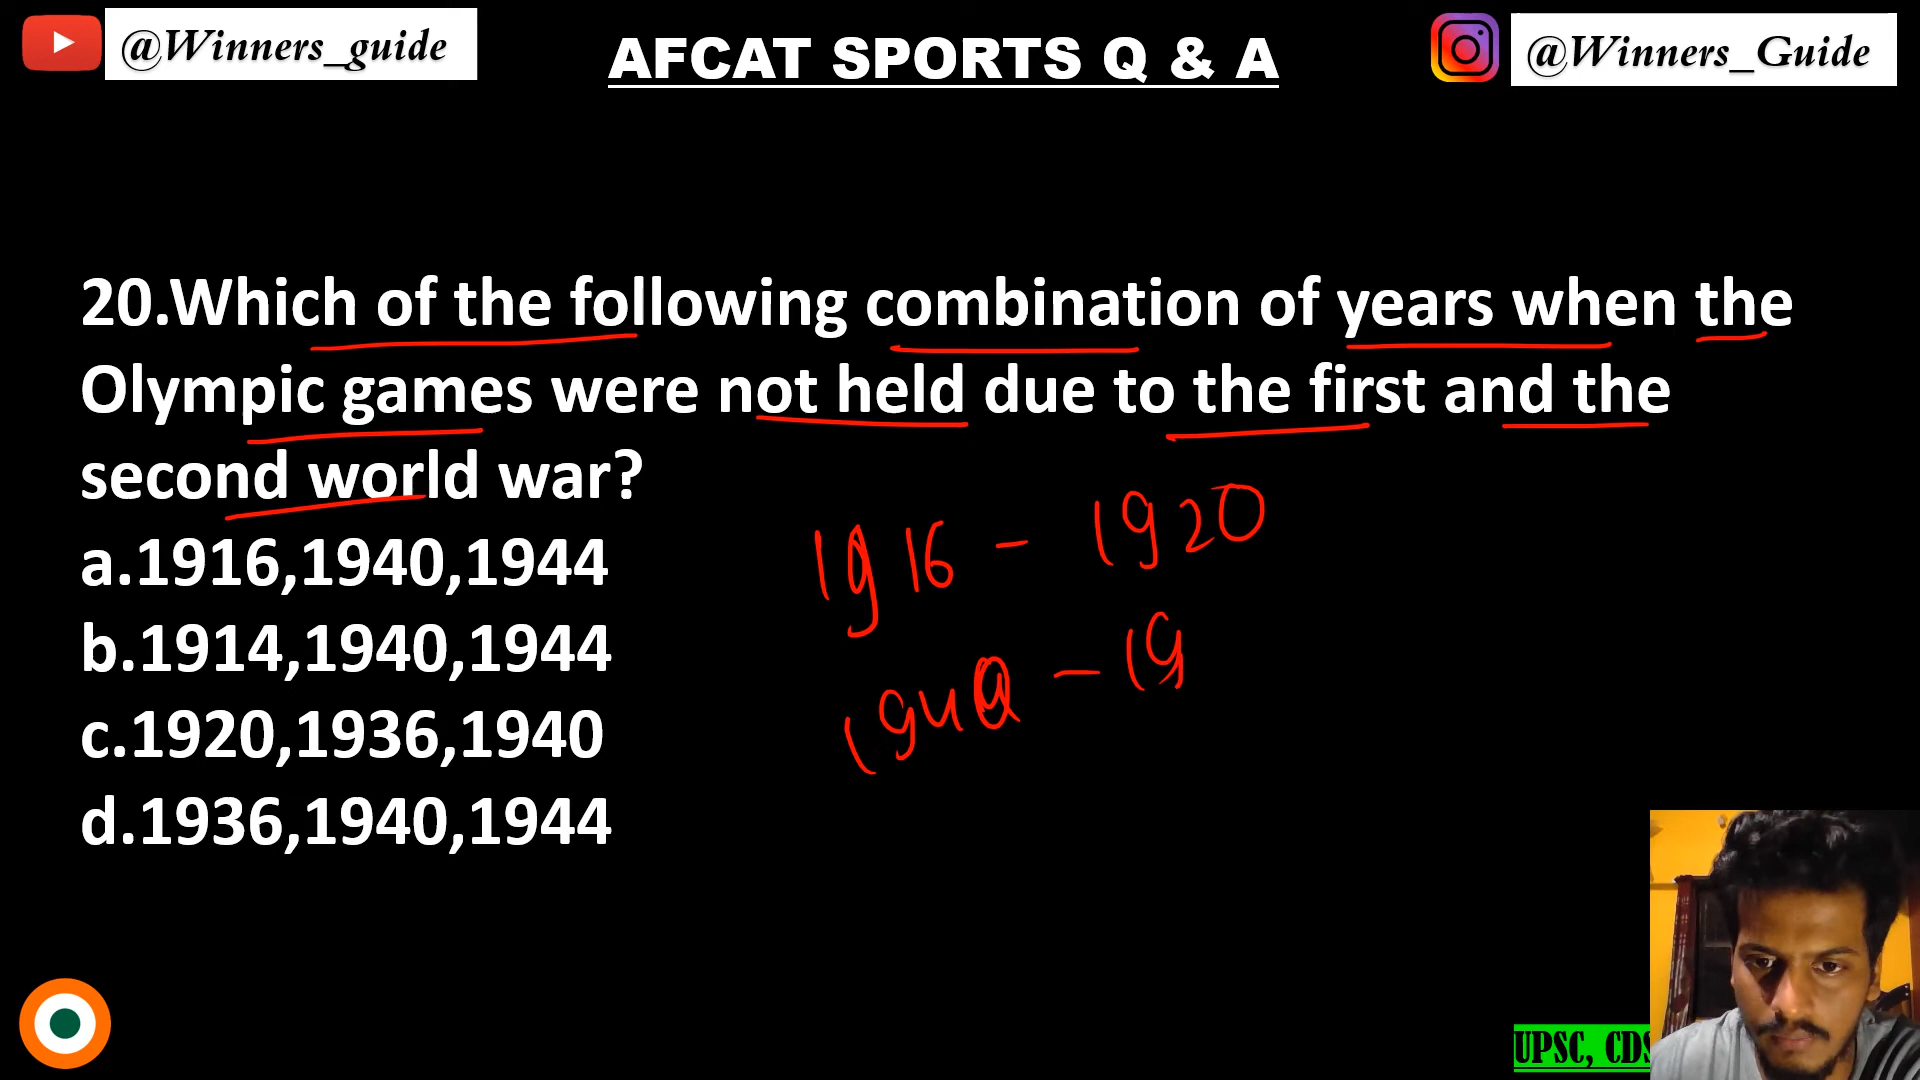 @Winners_guide
AFCAT SPORTS Q & A
@Winners_Guide
20.Which of the following combination of years when the
Olympic games were not held due to the first and the
second world war?
1916 - 1920
a.1916,1940,1944
b.1914,1940,1944
1940 - 19
c.1920,1936,1940
d.1936,1940,1944
UPSC, CDS